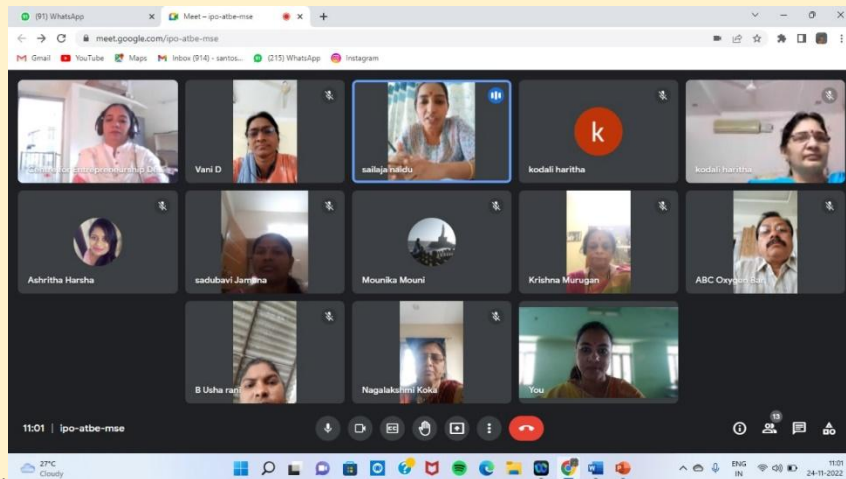 (91) WhatsApp
Meet – ipo-atbe-mse
meet.google.com/ipo-atbe-mse
Gmail YouTube Maps Inbox (914) - santos... (215) WhatsApp Instagram
Entrepreneurship
Vani D
sailaja naidu
k
kodali haritha
kodali haritha
Ashritha Harsha
sadubavi Jamuna
Mounika Mouni
Krishna Murugan
ABC Oxygen
B Usha rani
Nagalakshmi Koka
You
11:01 | ipo-atbe-mse
13
27°C
Cloudy
ENG
IN
11:01
24-11-2022